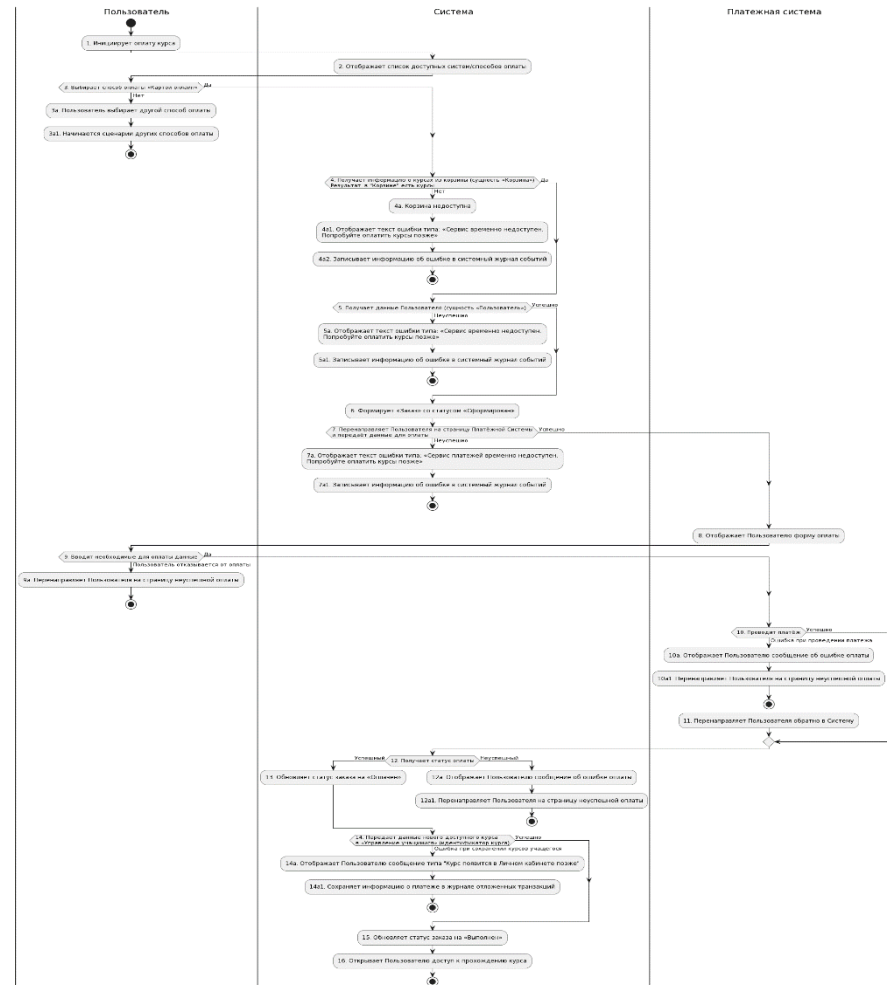 Пользователь
Система
Платежная система
1. Инициирует оплату курса
2. Отображает список доступных систем/способов оплаты
3. Выбирает способ оплаты «Картой онлайн»
Да
Нет
3а. Пользователь выбирает другой способ оплаты
3а1. Начинаются сценарии других способов оплаты
4. Получает информацию о курсах из корзины (сущность «Корзина»)
Результат: в "Корзине" есть курсы
Да
Нет
4а. Корзина недоступна
4а1. Отображает текст ошибки типа: «Сервис временно недоступен.
Попробуйте оплатить курсы позже»
4а2. Записывает информацию об ошибке в системный журнал событий
5. Получает данные Пользователя (сущность «Пользователь»)
Успешно
Неуспешно
5а. Отображает текст ошибки типа: «Сервис временно недоступен.
Попробуйте оплатить курсы позже»
5а1. Записывает информацию об ошибке в системный журнал событий
6. Формирует «Заказ» со статусом «Сформирован»
7. Перенаправляет Пользователя на страницу Платёжной Системы
и передаёт данные для оплаты
Успешно
Неуспешно
7а. Отображает текст ошибки типа: «Сервис платежей временно недоступен.
Попробуйте оплатить курсы позже»
7а1. Записывает информацию об ошибке в системный журнал событий
8. Отображает Пользователю форму оплаты
9. Вводит необходимые для оплаты данные
Да
Пользователь отказывается от оплаты
9а. Перенаправляет Пользователя на страницу неуспешной оплаты
10. Проводит платёж
Успешно
Ошибка при проведении платежа
10а. Отображает Пользователю сообщение об ошибке оплаты
10а1. Перенаправляет Пользователя на страницу неуспешной оплаты
11. Перенаправляет Пользователя обратно в Систему
Успешный
12. Получает статус оплаты
Неуспешный
13. Обновляет статус заказа на «Оплачен»
12а. Отображает Пользователю сообщение об ошибке оплаты
12а1. Перенаправляет Пользователя на страницу неуспешной оплаты
14. Передает данные нового доступного курса
в «Управление учащимися» (идентификатор курса)
Успешно
Ошибка при сохранении курсов учащегося
14а. Отображает Пользователю сообщение типа "Курс появится в Личном кабинете позже"
14а1. Сохраняет информацию о платеже в журнале отложенных транзакций
15. Обновляет статус заказа на «Выполнен»
16. Открывает Пользователю доступ к прохождению курса